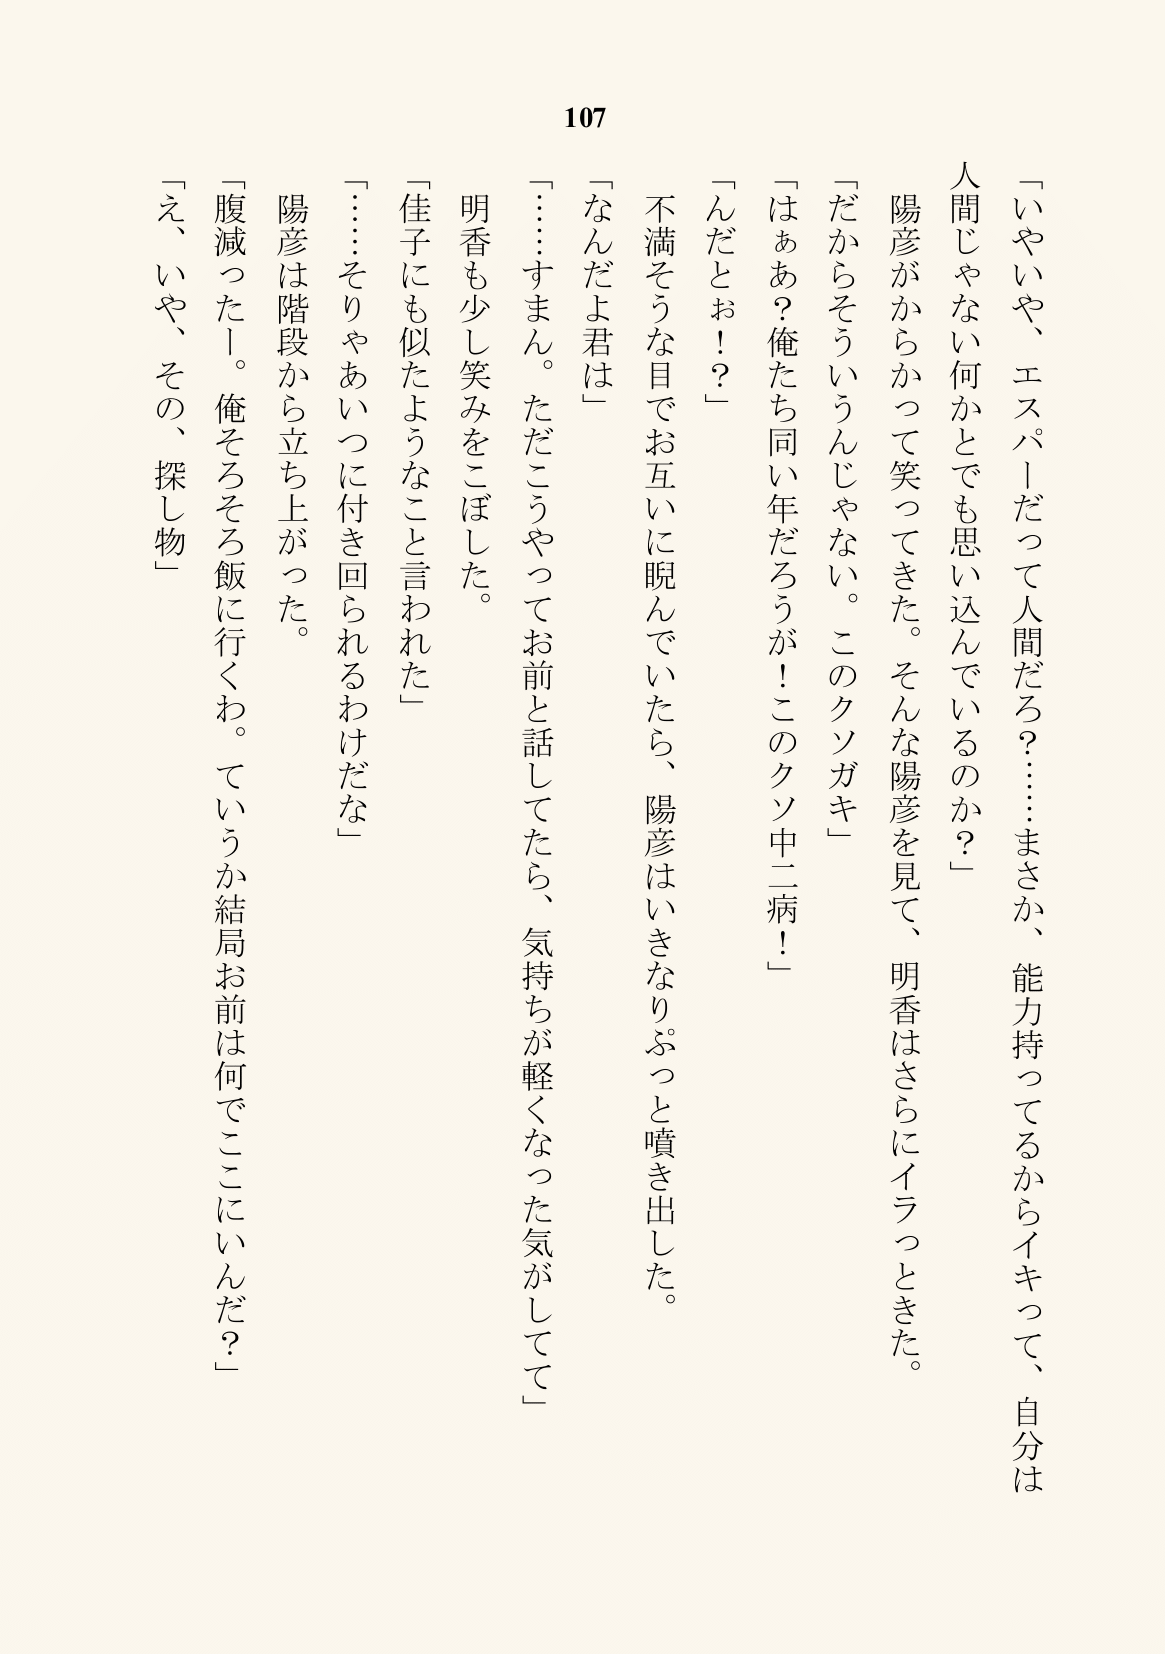 107
「いやいや、エスパーだって人間だろ？……まさか、能力持ってるからイキって、自分は
人間じゃない何かとでも思い込んでいるのか？」
　陽彦がからかって笑ってきた。そんな陽彦を見て、明香はさらにイラっときた。
「だからそういうんじゃない。このクソガキ」
「はぁあ？俺たち同い年だろうが！このクソ中二病！」
「んだとぉ！？」
　不満そうな目でお互いに睨んでいたら、陽彦はいきなりぷっと噴き出した。
「なんだよ君は」
「……すまん。ただこうやってお前と話してたら、気持ちが軽くなった気がしてて」
　明香も少し笑みをこぼした。
「佳子にも似たようなこと言われた」
「……そりゃあいつに付き回られるわけだな」
　陽彦は階段から立ち上がった。
「腹減ったー。俺そろそろ飯に行くわ。ていうか結局お前は何でここにいんだ？」
「え、いや、その、探し物」